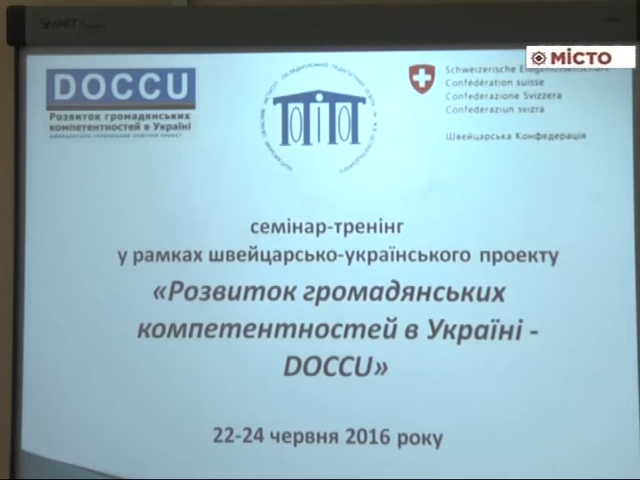 SMART
МІСТО
DOCCU
Розвиток громадянських
компетентностей в Україні
Schweizerische Eidgenossenschaft
Confédération suisse
Confederazione Svizzera
Confederaziun svizra
Швейцарська Конфедерація
семінар-тренінг
у рамках швейцарсько-українського проекту
«Розвиток громадянських
компетентностей в Україні -
DOCCU»
22-24 червня 2016 року